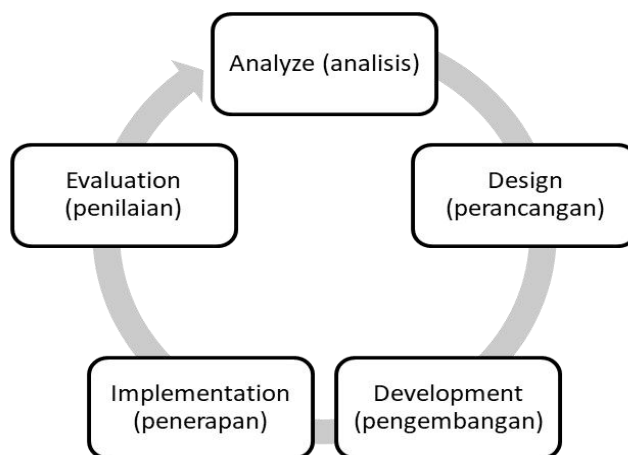 Analyze (analisis)
Design
(perancangan)
Development
(pengembangan)
Implementation
(penerapan)
Evaluation
(penilaian)